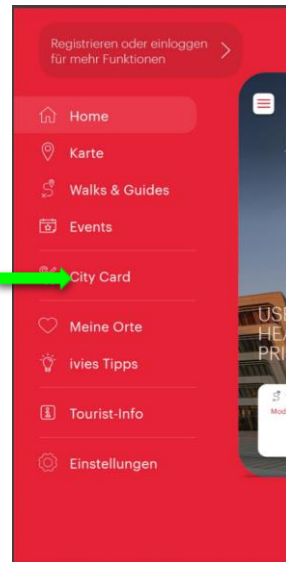 Registrieren oder einloggen
für mehr Funktionen
Home
Karte
Walks & Guides
Events
City Card
Meine Orte
ivies Tipps
Tourist-Info
Einstellungen